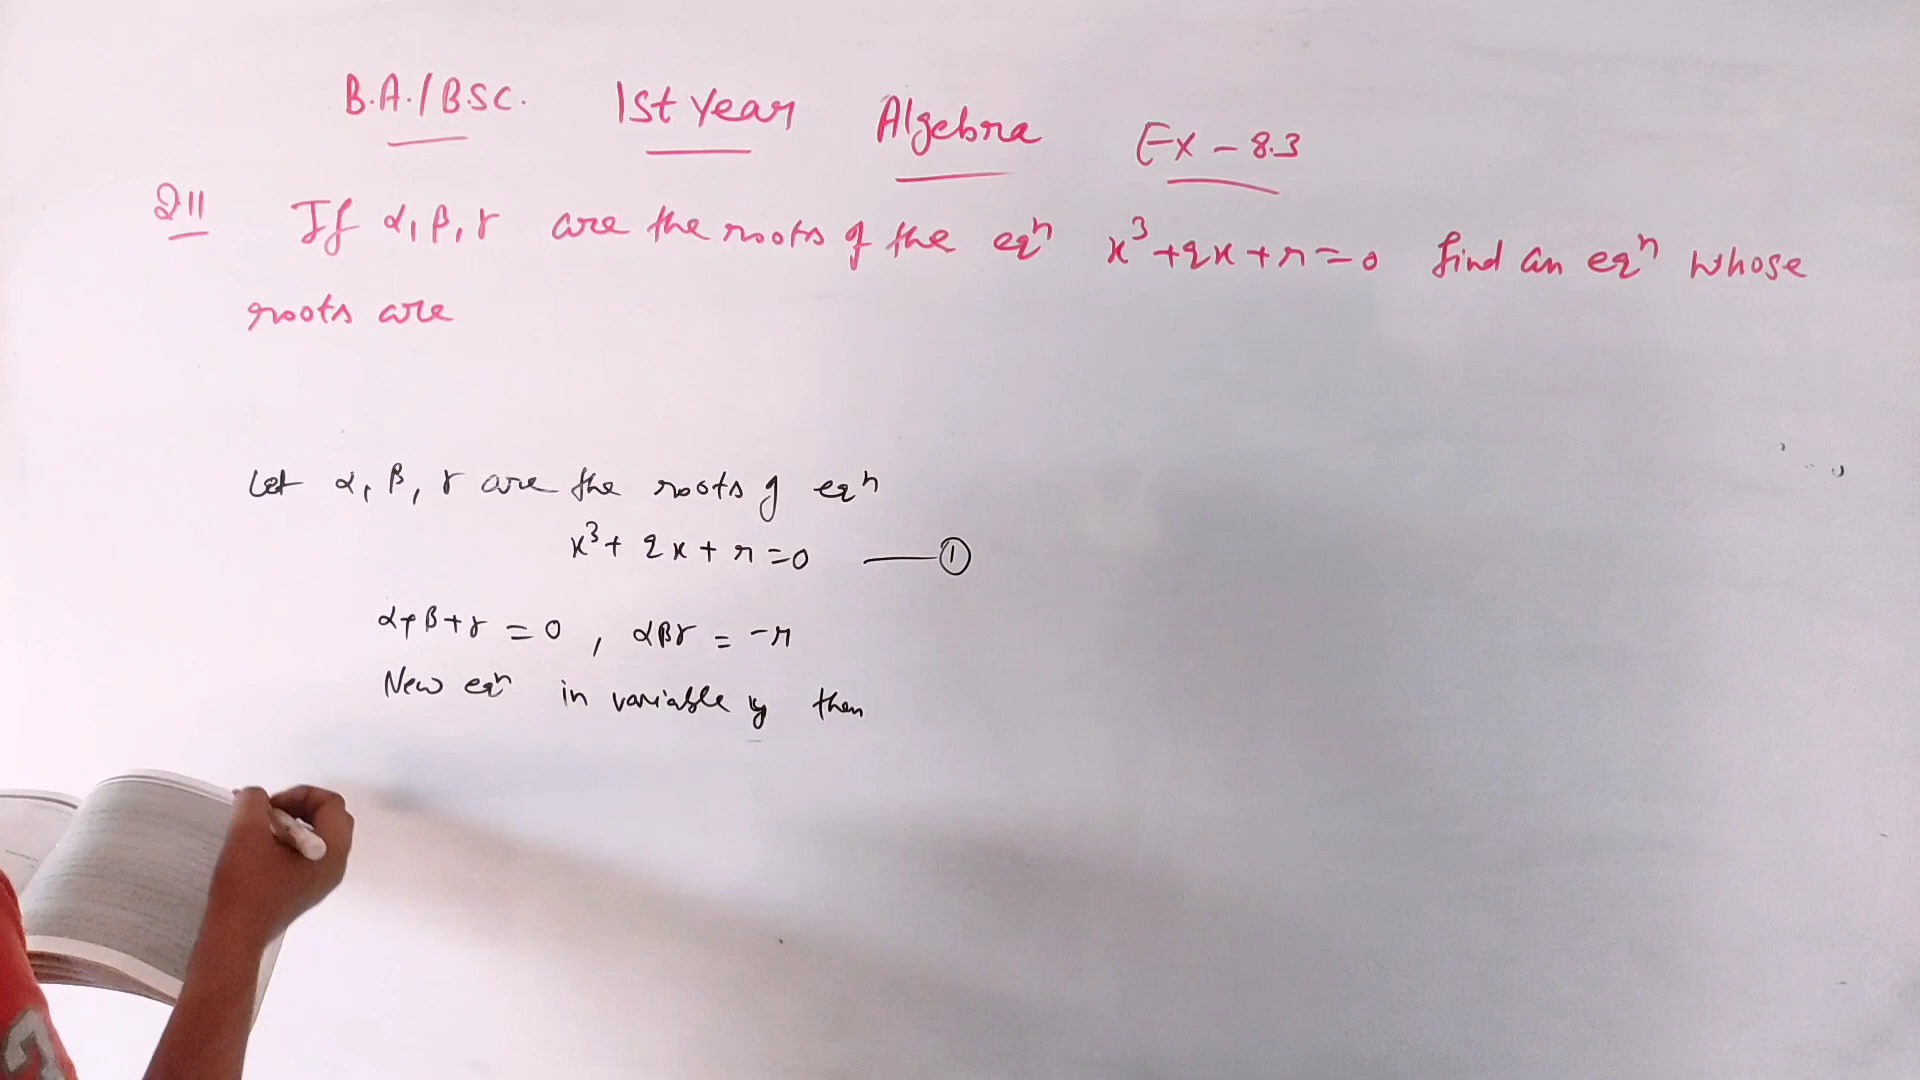 B.A./B.SC. 1st Year Algebra EX - 8.3
Q11 If α, β, γ are the roots of the eqⁿ x³+qx+r=0 find an eqⁿ whose
roots are
Let α, β, γ are the roots of eqⁿ
x³+qx+r=0 ——①
α+β+γ=0, αβγ=-r
New eqⁿ in variable y then